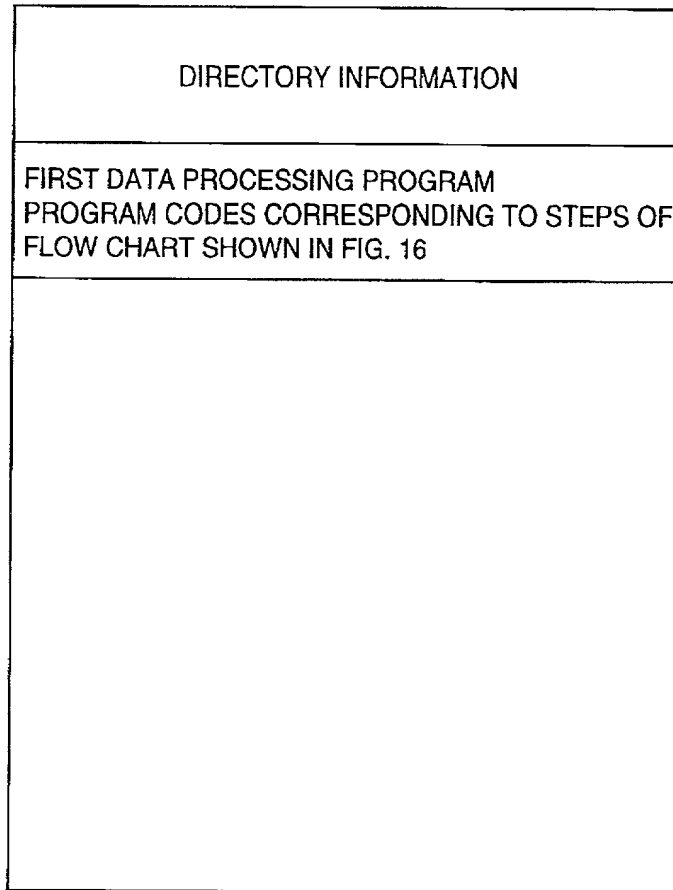 DIRECTORY INFORMATION
FIRST DATA PROCESSING PROGRAM
PROGRAM CODES CORRESPONDING TO STEPS OF
FLOW CHART SHOWN IN FIG. 16